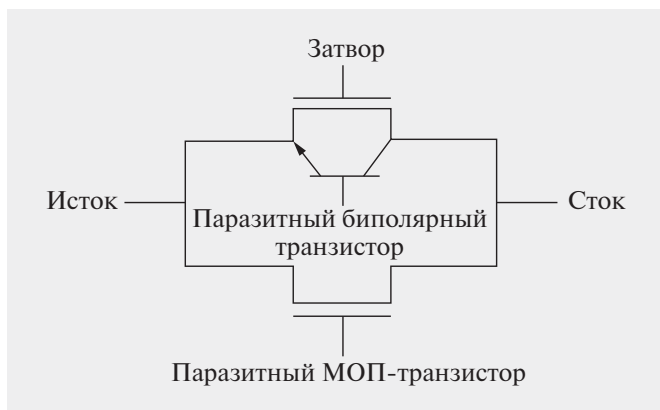 Затвор
Исток
Сток
Паразитный биполярный
транзистор
Паразитный МОП-транзистор